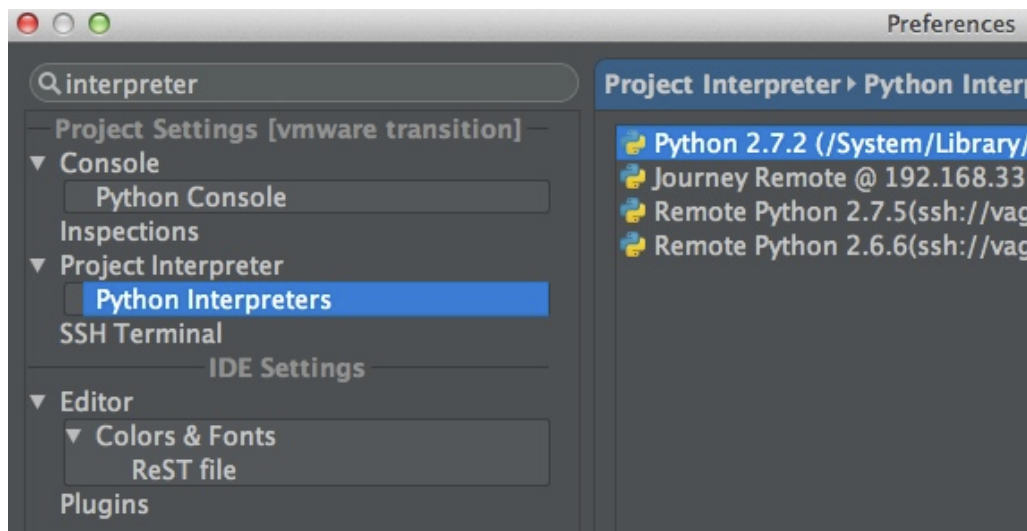 Preferences
interpreter
Project Settings [vmware transition]
Console
Python Console
Inspections
Project Interpreter
Python Interpreters
SSH Terminal
IDE Settings
Editor
Colors & Fonts
ReST file
Plugins
Project Interpreter Python Inter
Python 2.7.2 (/System/Library/
Journey Remote @ 192.168.33
Remote Python 2.7.5(ssh://vag
Remote Python 2.6.6(ssh://vag